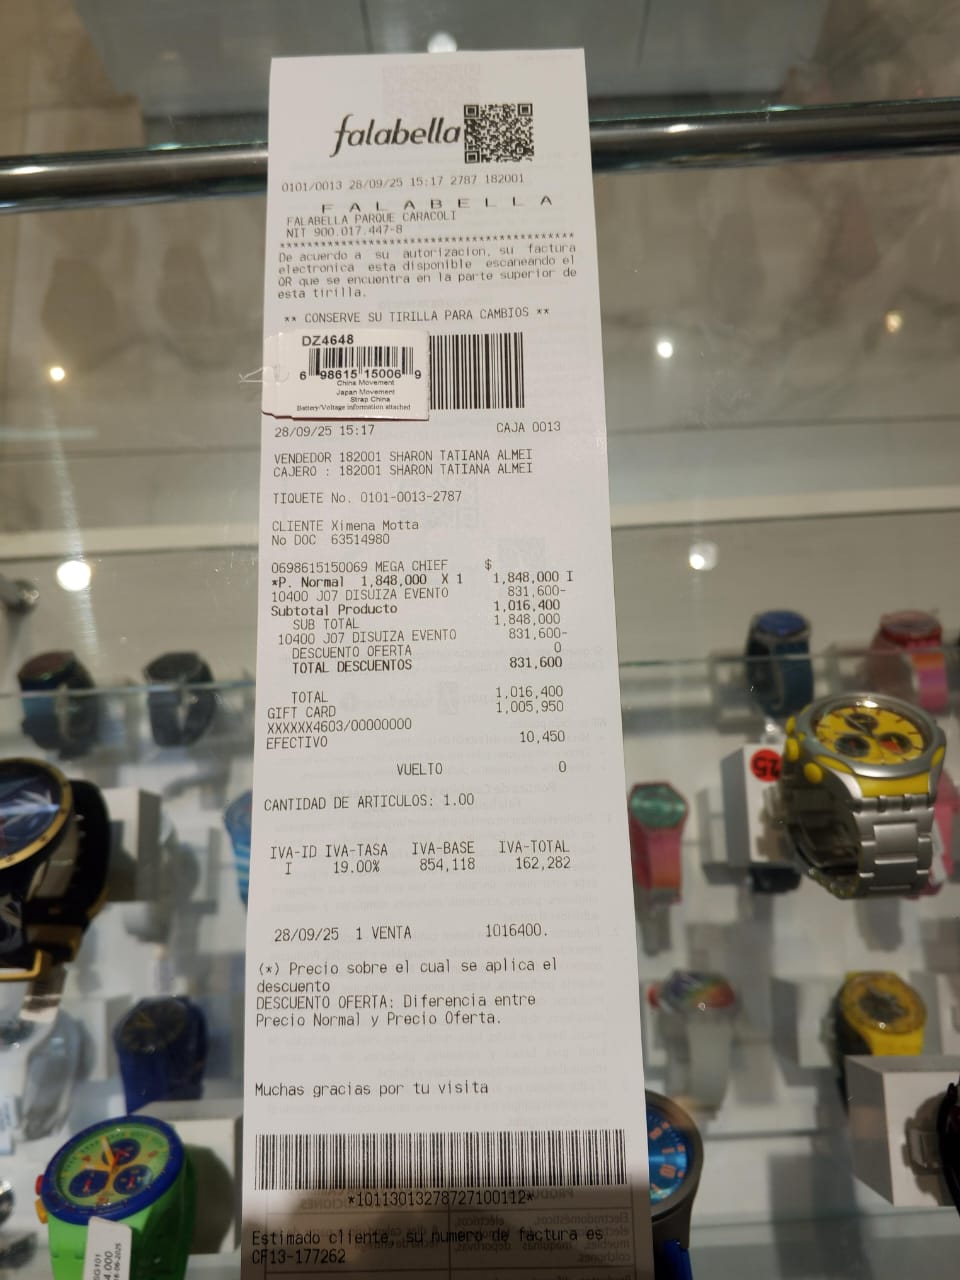 falabella
0101/0013 28/09/25 15:17 2787 182001
F A L A B E L L A
FALABELLA PARQUE CARACOLI
NIT 900.017.447-8
******************************************
De acuerdo a su autorizacion, su factura
electronica esta disponible escaneando el
QR que se encuentra en la parte superior de
esta tirilla.
** CONSERVE SU TIRILLA PARA CAMBIOS **
DZ4648
6 98615 15006 9
China Movement
Japan Movement
Strap China
Battery/Voltage information attached
28/09/25 15:17 CAJA 0013
VENDEDOR 182001 SHARON TATIANA ALMEI
CAJERO : 182001 SHARON TATIANA ALMEI
TIQUETE No. 0101-0013-2787
CLIENTE Ximena Motta
No DOC 63514980
0698615150069 MEGA CHIEF $
*P. Normal 1,848,000 X 1 1,848,000 I
10400 J07 DISUIZA EVENTO 831,600-
Subtotal Producto 1,016,400
SUB TOTAL 1,848,000
10400 J07 DISUIZA EVENTO 831,600-
DESCUENTO OFERTA 0
TOTAL DESCUENTOS 831,600
TOTAL 1,016,400
GIFT CARD 1,005,950
XXXXXX4603/00000000
EFECTIVO 10,450
VUELTO 0
CANTIDAD DE ARTICULOS: 1.00
IVA-ID IVA-TASA IVA-BASE IVA-TOTAL
I 19.00% 854,118 162,282
28/09/25 1 VENTA 1016400.
(*) Precio sobre el cual se aplica el
descuento
DESCUENTO OFERTA: Diferencia entre
Precio Normal y Precio Oferta.
Muchas gracias por tu visita
*10113013278727100112*
Estimado cliente, su numero de factura es
CF13-177262
25